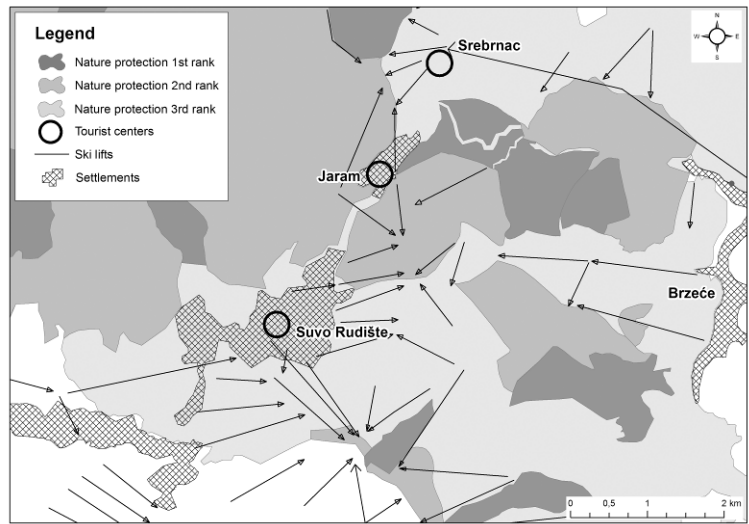 Legend
Nature protection 1st rank
Nature protection 2nd rank
Nature protection 3rd rank
Tourist centers
Ski lifts
Settlements
N
W E
S
Srebrnac
Jaram
Brzeće
Suvo Rudište
0 0,5 1 2 km